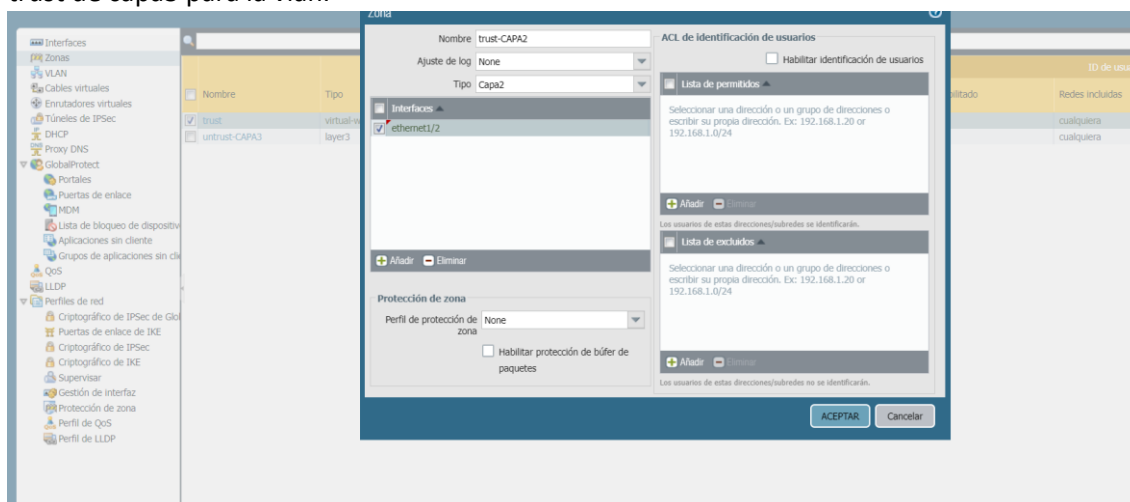 trust de capa3 para la vlan.
Zona
Interfaces
Zonas
VLAN
Cables virtuales
Enrutadores virtuales
Túneles de IPSec
DHCP
Proxy DNS
GlobalProtect
Portales
Puertas de enlace
MDM
Lista de bloqueo de dispositiv
Aplicaciones sin cliente
Grupos de aplicaciones sin clie
QoS
LLDP
Perfiles de red
Criptográfico de IPSec de Glob
Puertas de enlace de IKE
Criptográfico de IPSec
Criptográfico de IKE
Supervisar
Gestión de interfaz
Protección de zona
Perfil de QoS
Perfil de LLDP
Nombre Tipo
trust virtual-w
untrust-CAPA3 layer3
Nombre trust-CAPA2
Ajuste de log None
Tipo Capa2
Interfaces
ethernet1/2
Añadir Eliminar
Protección de zona
Perfil de protección de zona None
Habilitar protección de búfer de
paquetes
ACL de identificación de usuarios
Habilitar identificación de usuarios
Lista de permitidos
Seleccionar una dirección o un grupo de direcciones o
escribir su propia dirección. Ex: 192.168.1.20 or
192.168.1.0/24
Añadir Eliminar
Los usuarios de estas direcciones/subredes se identificarán.
Lista de excluidos
Seleccionar una dirección o un grupo de direcciones o
escribir su propia dirección. Ex: 192.168.1.20 or
192.168.1.0/24
Añadir Eliminar
Los usuarios de estas direcciones/subredes no se identificarán.
ACEPTAR Cancelar
ID de usu
bilitado Redes incluidas
cualquiera
cualquiera